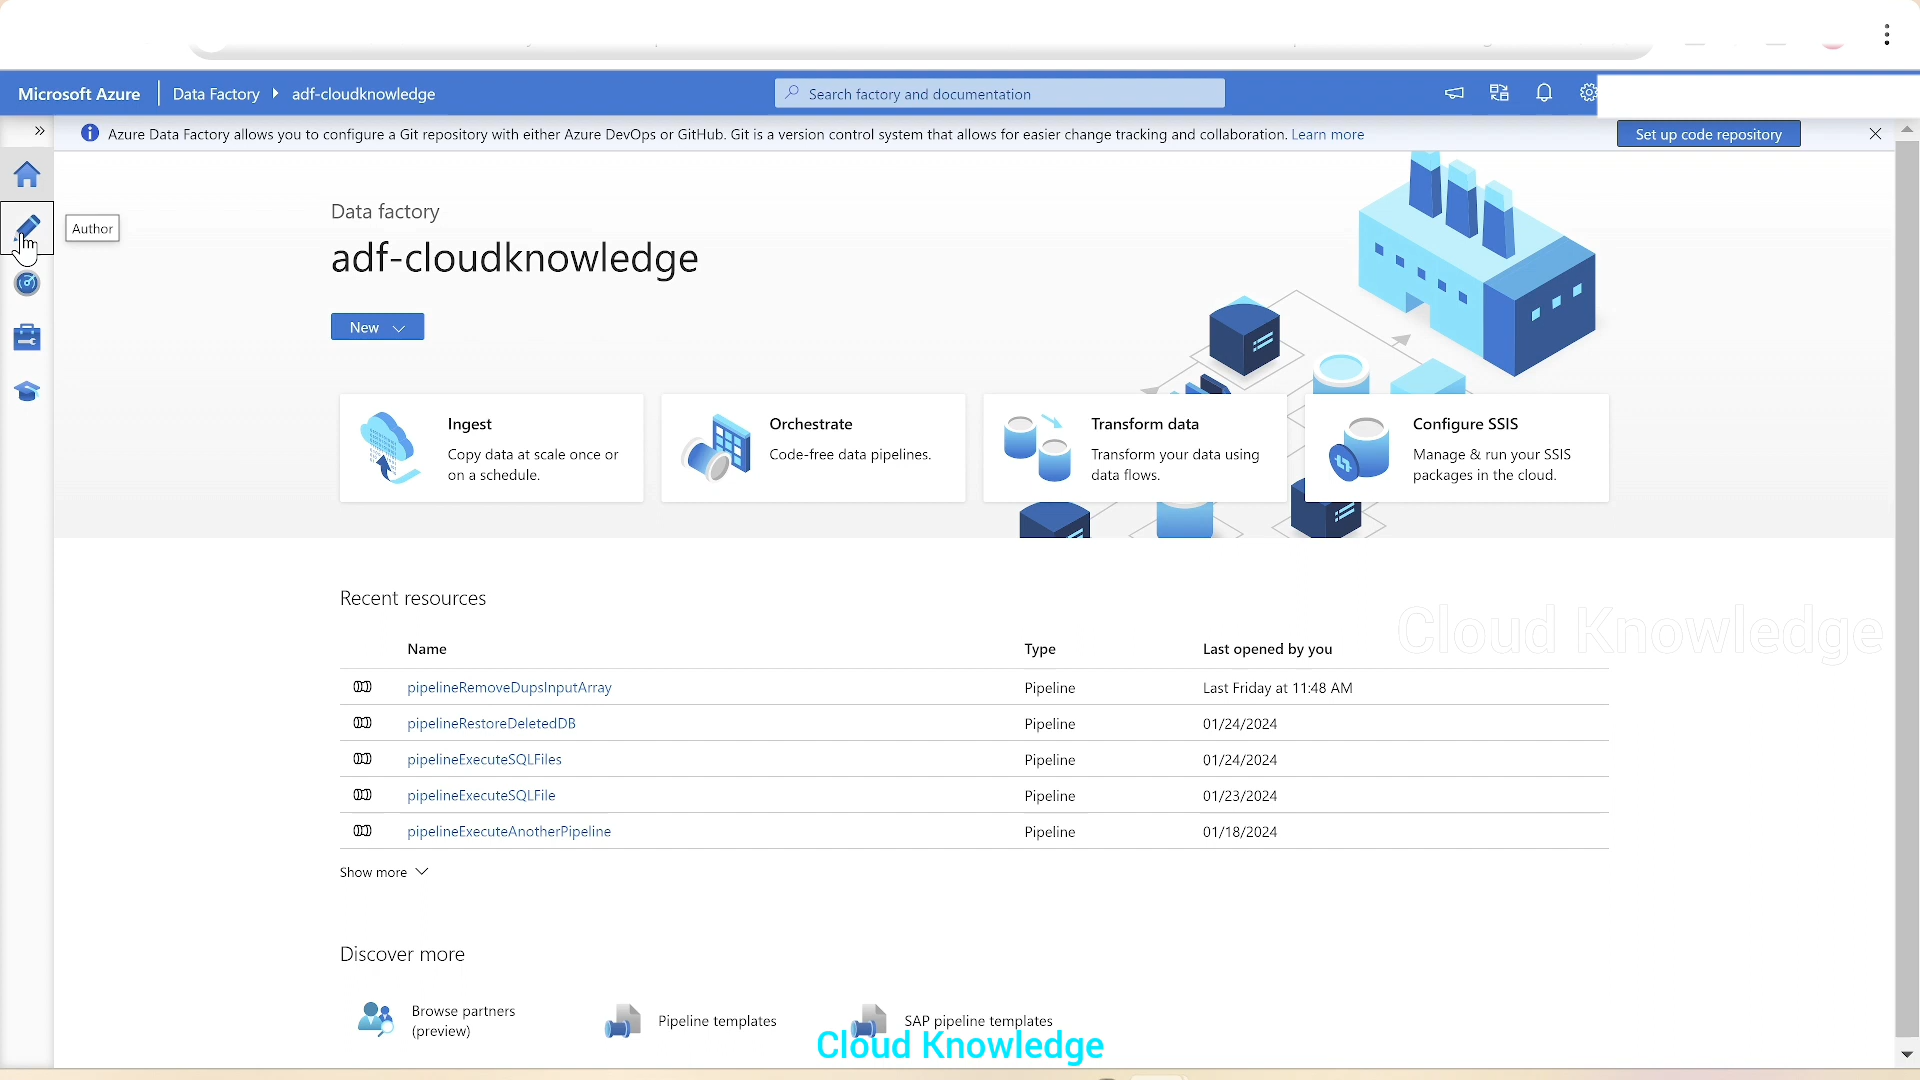 Microsoft Azure
Data Factory
adf-cloudknowledge
Search factory and documentation
Azure Data Factory allows you to configure a Git repository with either Azure DevOps or GitHub. Git is a version control system that allows for easier change tracking and collaboration. Learn more
Set up code repository
Author
Data factory
adf-cloudknowledge
New
Ingest
Copy data at scale once or
on a schedule.
Orchestrate
Code-free data pipelines.
Transform data
Transform your data using
data flows.
Configure SSIS
Manage & run your SSIS
packages in the cloud.
Recent resources
Cloud Knowledge
Name Type Last opened by you
pipelineRemoveDupsInputArray Pipeline Last Friday at 11:48 AM
pipelineRestoreDeletedDB Pipeline 01/24/2024
pipelineExecuteSQLFiles Pipeline 01/24/2024
pipelineExecuteSQLFile Pipeline 01/23/2024
pipelineExecuteAnotherPipeline Pipeline 01/18/2024
Show more
Discover more
Browse partners
(preview)
Pipeline templates
SAP pipeline templates
Cloud Knowledge